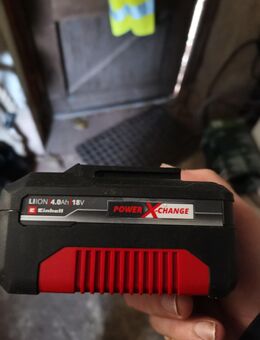 LI-ION | 4.0Ah | 18V
Einhell
POWER X-CHANGE